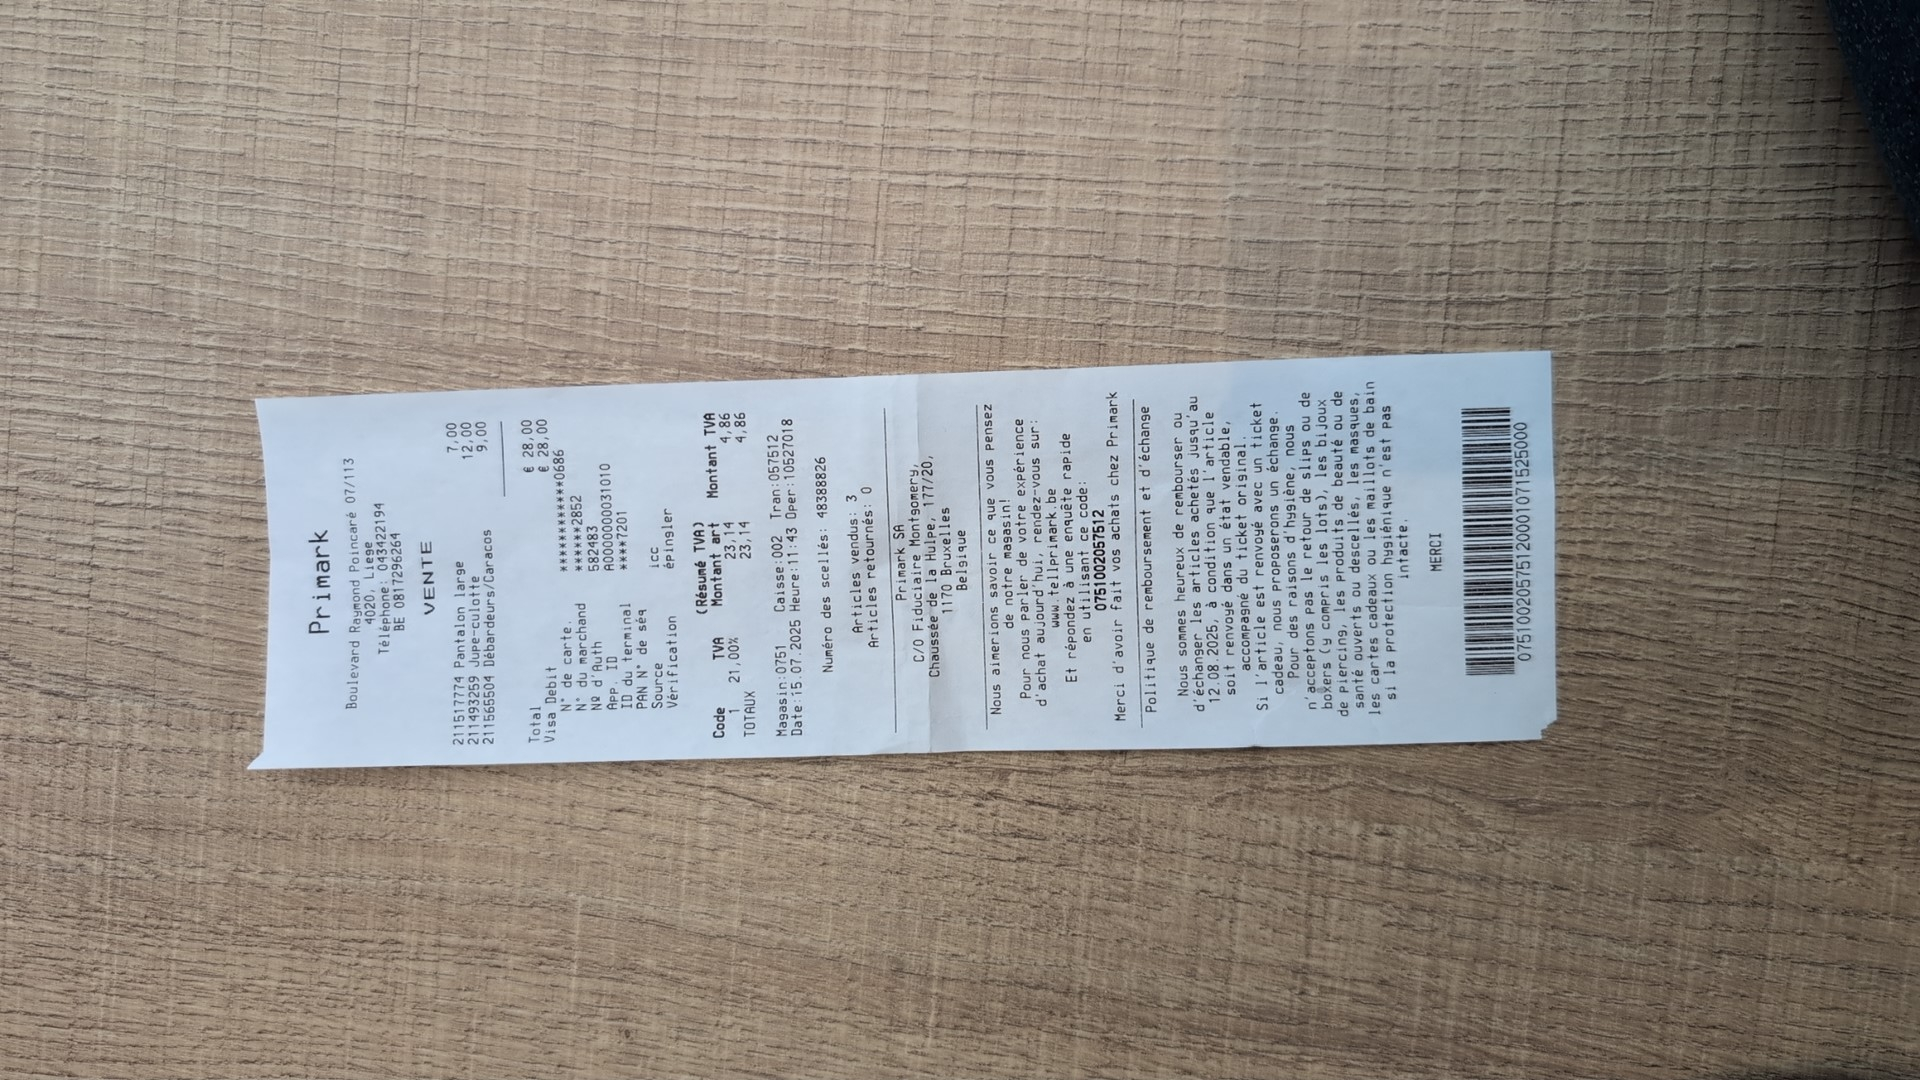 Primark
Boulevard Raymond Poincaré 07/113
4020, Liege
Téléphone: 043422194
BE 0817296264
VENTE
211517774 Pantalon large 7,00
211493259 Jupe-culotte 12,00
211565504 Débardeurs/Caracos 9,00
Total € 28,00
Visa Debit € 28,00
N° de carte. ************0686
N° du marchand ******2852
Nº d'Auth 582483
App. ID A0000000031010
ID du terminal ****7201
PAN N° de séq
Source icc
Vérification épingler
(Résumé TVA)
Code TVA Montant art Montant TVA
1 21,00% 23,14 4,86
TOTAUX 23,14 4,86
Magasin:0751 Caisse:002 Tran:057512
Date:15.07.2025 Heure:11:43 Oper:10527018
Numéro des scellés: 48388826
Articles vendus: 3
Articles retournés: 0
Primark SA
C/O Fiduciaire Montgomery,
Chaussée de la Hulpe, 177/20,
1170 Bruxelles
Belgique
Nous aimerions savoir ce que vous pensez
de notre magasin!
Pour nous parler de votre expérience
d'achat aujourd'hui, rendez-vous sur:
www.tellprimark.be
Et répondez à une enquête rapide
en utilisant ce code:
0751002057512
Merci d'avoir fait vos achats chez Primark
Politique de remboursement et d'échange
Nous sommes heureux de rembourser ou
d'échanger les articles achetés jusqu'au
12.08.2025, à condition que l'article
soit renvoyé dans un état vendable,
accompagné du ticket original.
Si l'article est renvoyé avec un ticket
cadeau, nous proposerons un échange.
Pour des raisons d'hygiène, nous
n'acceptons pas le retour de slips ou de
boxers (y compris les lots), les bijoux
de piercing, les produits de beauté ou de
santé ouverts ou descellés, les masques,
les cartes cadeaux ou les maillots de bain
si la protection hygiénique n'est pas
intacte.
MERCI
07510020575120001071525000